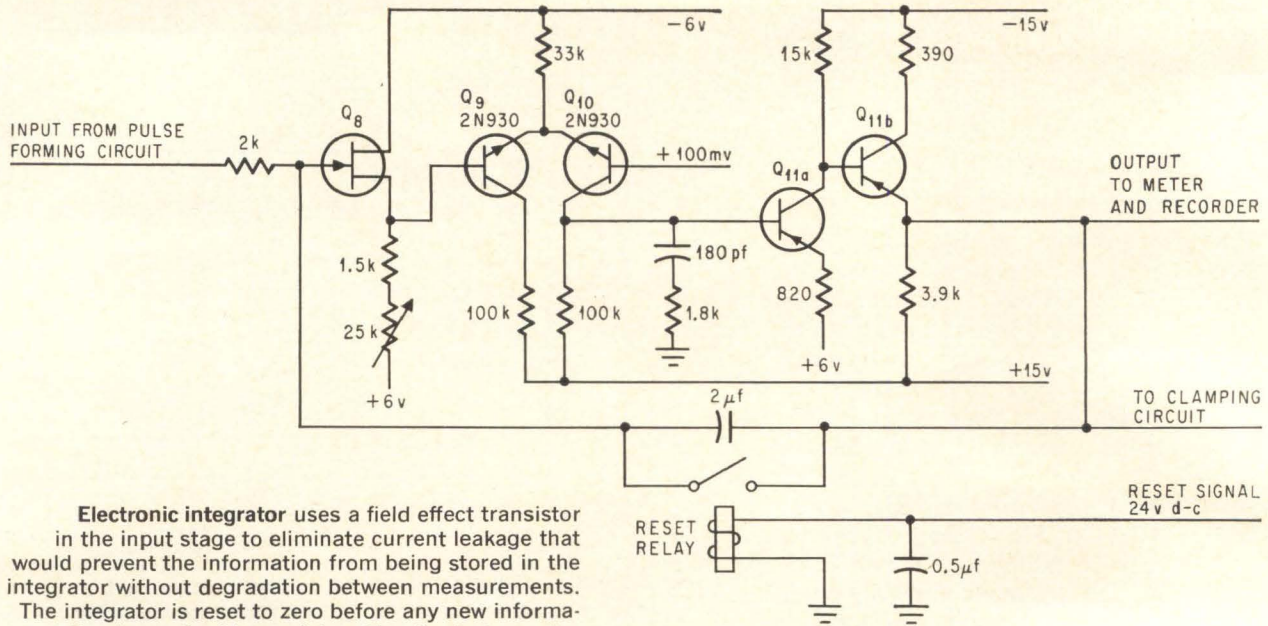 -6v
-15v
33k
15k
390
Q8
Q9
2N930
Q10
2N930
Q11b
INPUT FROM PULSE
FORMING CIRCUIT
2k
+100mv
Q11a
OUTPUT
TO METER
AND RECORDER
1.5k
180 pf
25k
100k
100k
1.8k
820
3.9k
+6v
+6v
+15v
2μf
TO CLAMPING
CIRCUIT
RESET SIGNAL
24v d-c
RESET
RELAY
0.5μf
Electronic integrator uses a field effect transistor
in the input stage to eliminate current leakage that
would prevent the information from being stored in the
integrator without degradation between measurements.
The integrator is reset to zero before any new informa-